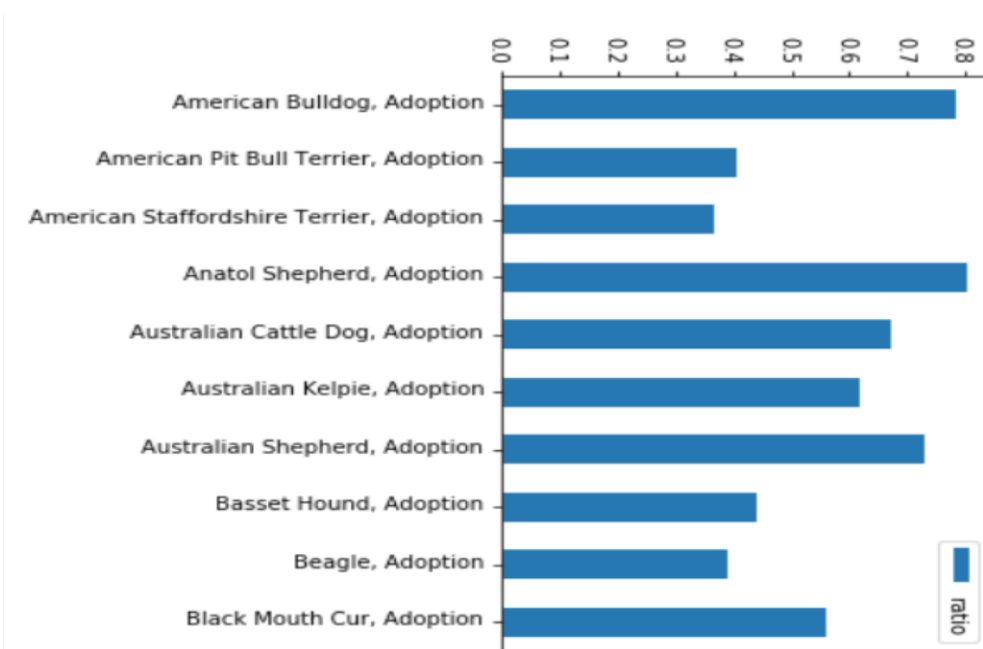 0.0 0.1 0.2 0.3 0.4 0.5 0.6 0.7 0.8
American Bulldog, Adoption
American Pit Bull Terrier, Adoption
American Staffordshire Terrier, Adoption
Anatol Shepherd, Adoption
Australian Cattle Dog, Adoption
Australian Kelpie, Adoption
Australian Shepherd, Adoption
Basset Hound, Adoption
Beagle, Adoption
Black Mouth Cur, Adoption
ratio